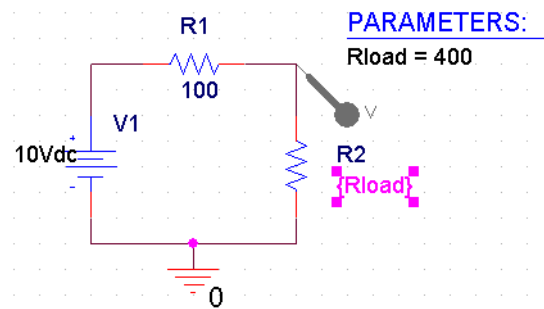 PARAMETERS:
R1
Rload = 400
100
V1
V
10Vdc
+
-
R2
{Rload}
0